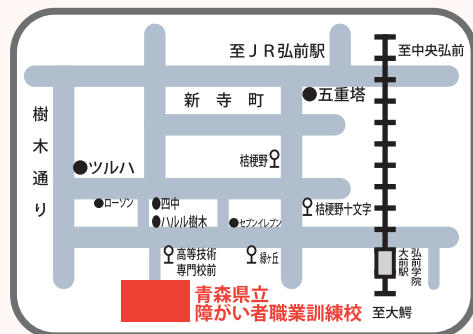 至ＪＲ弘前駅
至中央弘前
新寺町
五重塔
樹木通り
桔梗野
ツルハ
ローソン
四中
ハルル樹木
セブンイレブン
桔梗野十文字
高等技術
専門校前
緑ヶ丘
弘前学院
大前駅
青森県立
障がい者職業訓練校
至大鰐